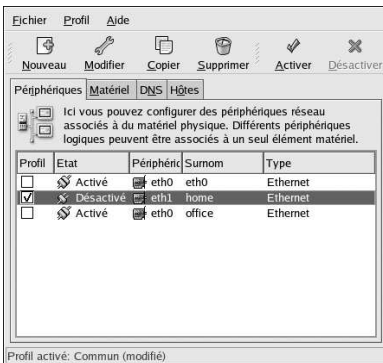 Fichier Profil Aide
Nouveau Modifier Copier Supprimer Activer Désactiver
Périphériques Matériel DNS Hôtes
Ici vous pouvez configurer des périphériques réseau
associés à du matériel physique. Différents périphériques
logiques peuvent être associés à un seul élément matériel.
Profil Etat Périphéric Surnom Type
Activé eth0 eth0 Ethernet
Désactivé eth1 home Ethernet
Activé eth0 office Ethernet
Profil activé: Commun (modifié)